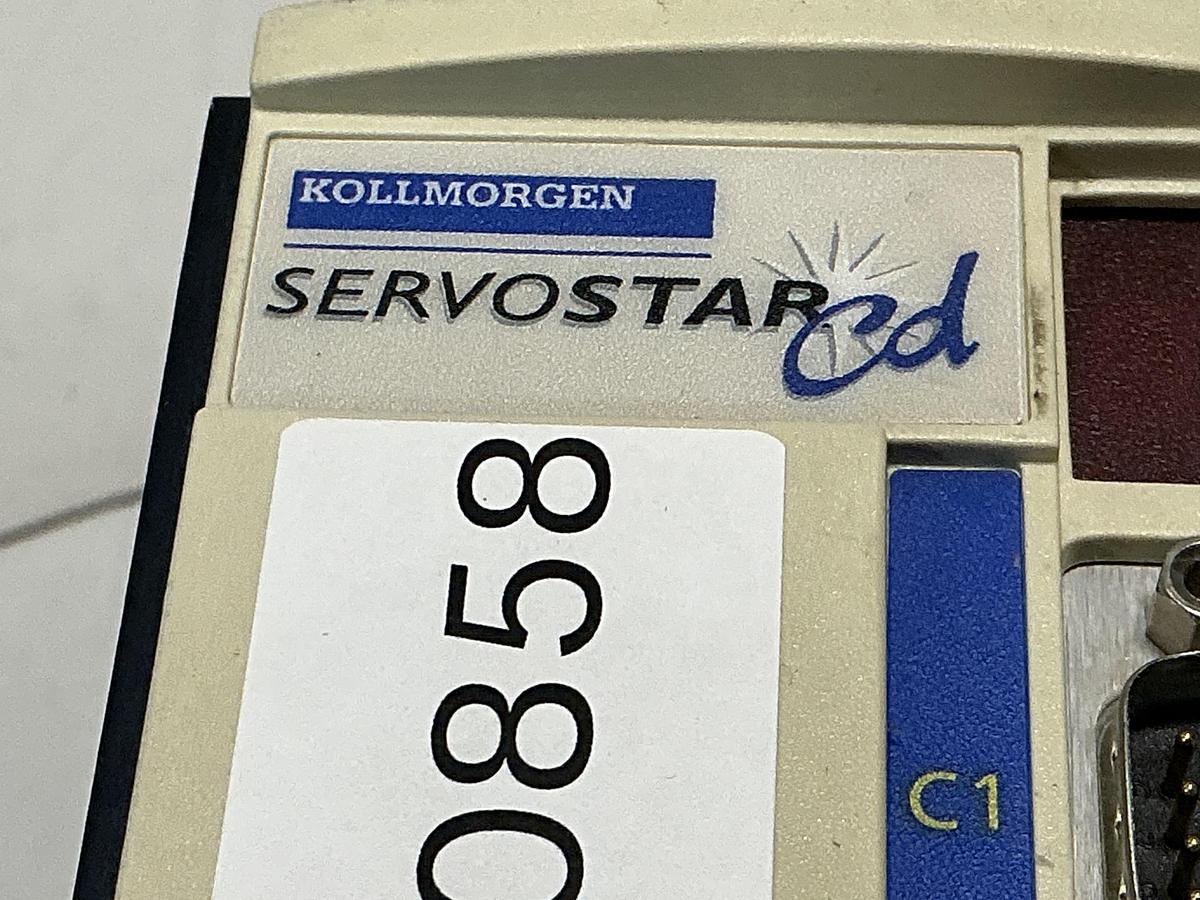 KOLLMORGEN
SERVOSTAR Cd
0858
C1